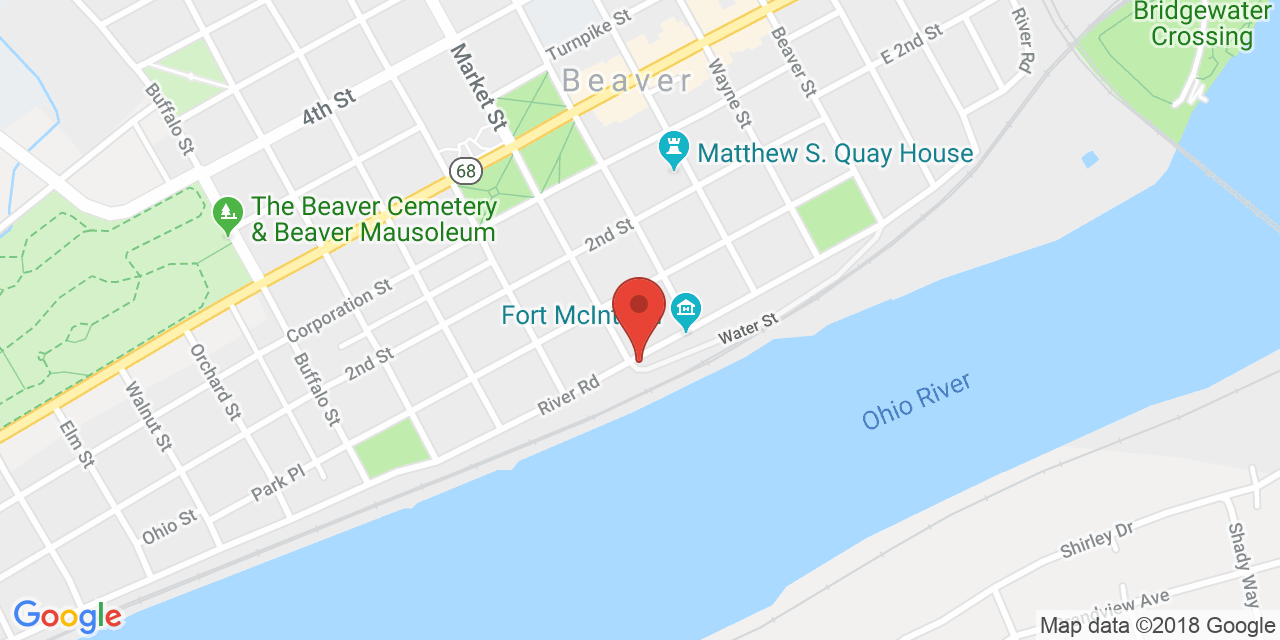 Bridgewater
Crossing
Turnpike St
River Rd
Beaver St
E 2nd St
Market St
Beaver
Wayne St
Buffalo St
4th St
Matthew S. Quay House
68
The Beaver Cemetery
& Beaver Mausoleum
2nd St
Corporation St
Fort McInt
Water St
2nd St
Orchard St
Buffalo St
River Rd
Ohio River
Walnut St
Elm St
Park Pl
Ohio St
Shirley Dr
Shady Way
ndview Ave
Google
Map data ©2018 Google